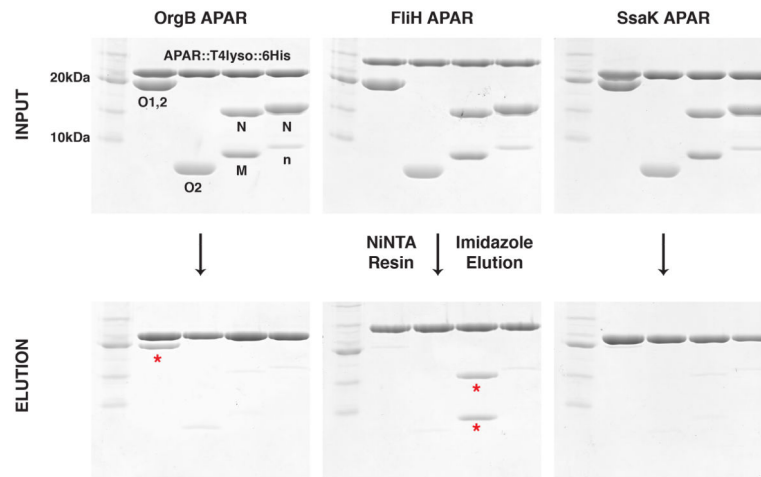 OrgB APAR
FliH APAR
SsaK APAR
INPUT
20kDa
10kDa
APAR::T4lyso::6His
O1,2
O2
N
M
N
n
NiNTA
Resin
Imidazole
Elution
ELUTION
*
*
*